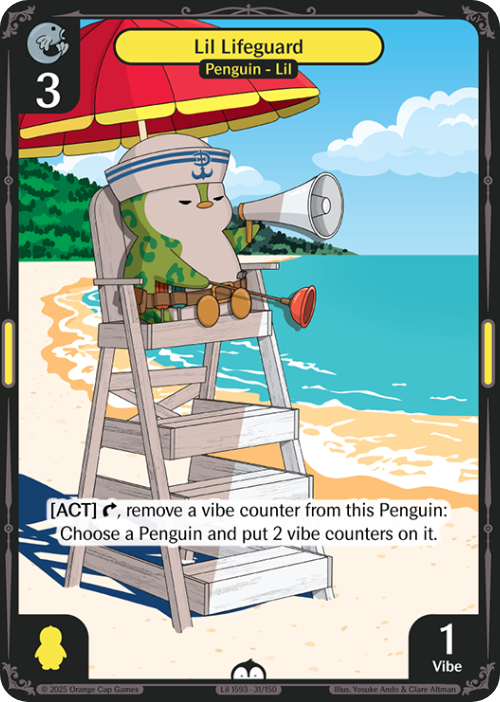 Lil Lifeguard
Penguin - Lil
3
[ACT] , remove a vibe counter from this Penguin:
Choose a Penguin and put 2 vibe counters on it.
1
Vibe
© 2025 Orange Cap Games
Lil 1593 - 31/150
Illus. Yosuke Ando & Clare Altman